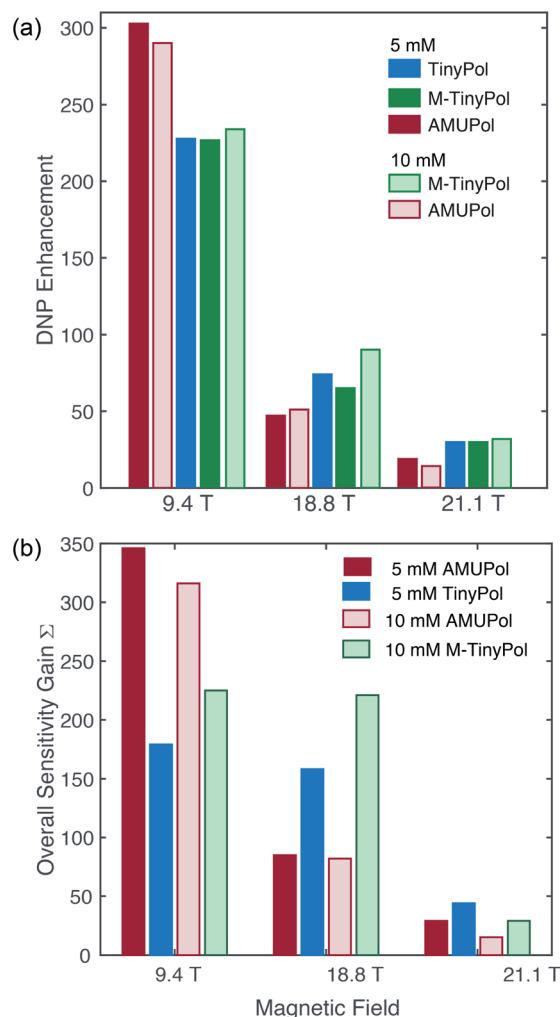 (a)
300
250
200
150
100
50
0
DNP Enhancement
5 mM
TinyPol
M-TinyPol
AMUPol
10 mM
M-TinyPol
AMUPol
9.4 T
18.8 T
21.1 T
(b)
350
300
250
200
150
100
50
0
Overall Sensitivity Gain Σ
5 mM AMUPol
5 mM TinyPol
10 mM AMUPol
10 mM M-TinyPol
9.4 T
18.8 T
21.1 T
Magnetic Field